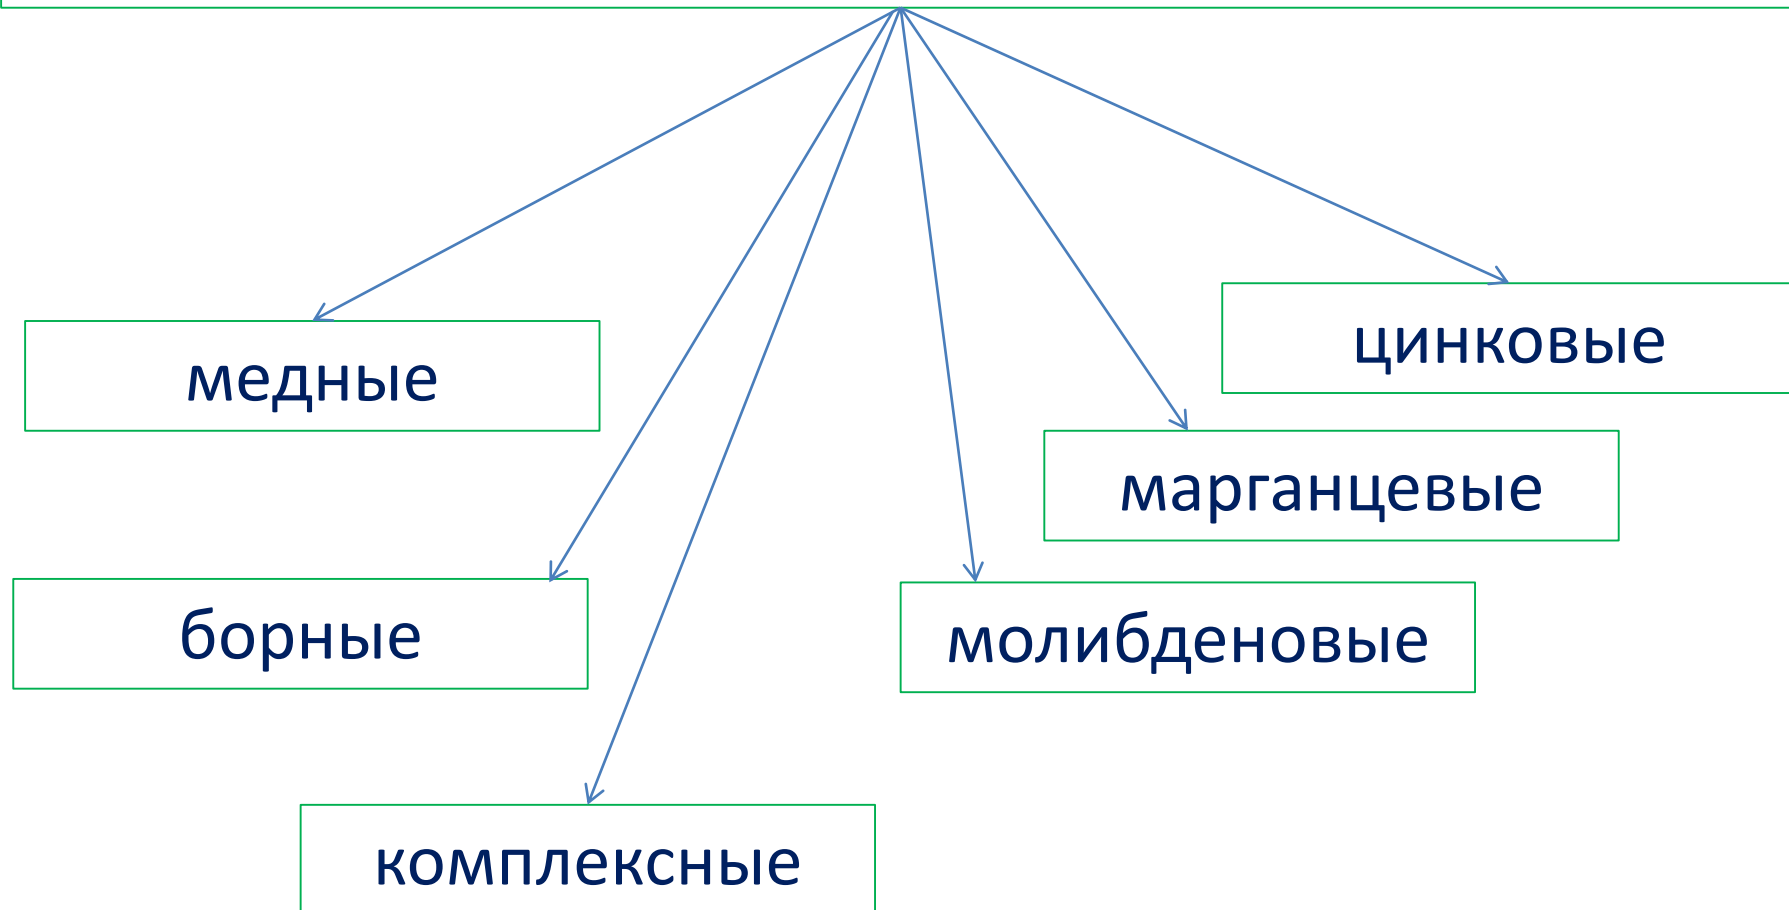 медные
цинковые
марганцевые
борные
молибденовые
комплексные